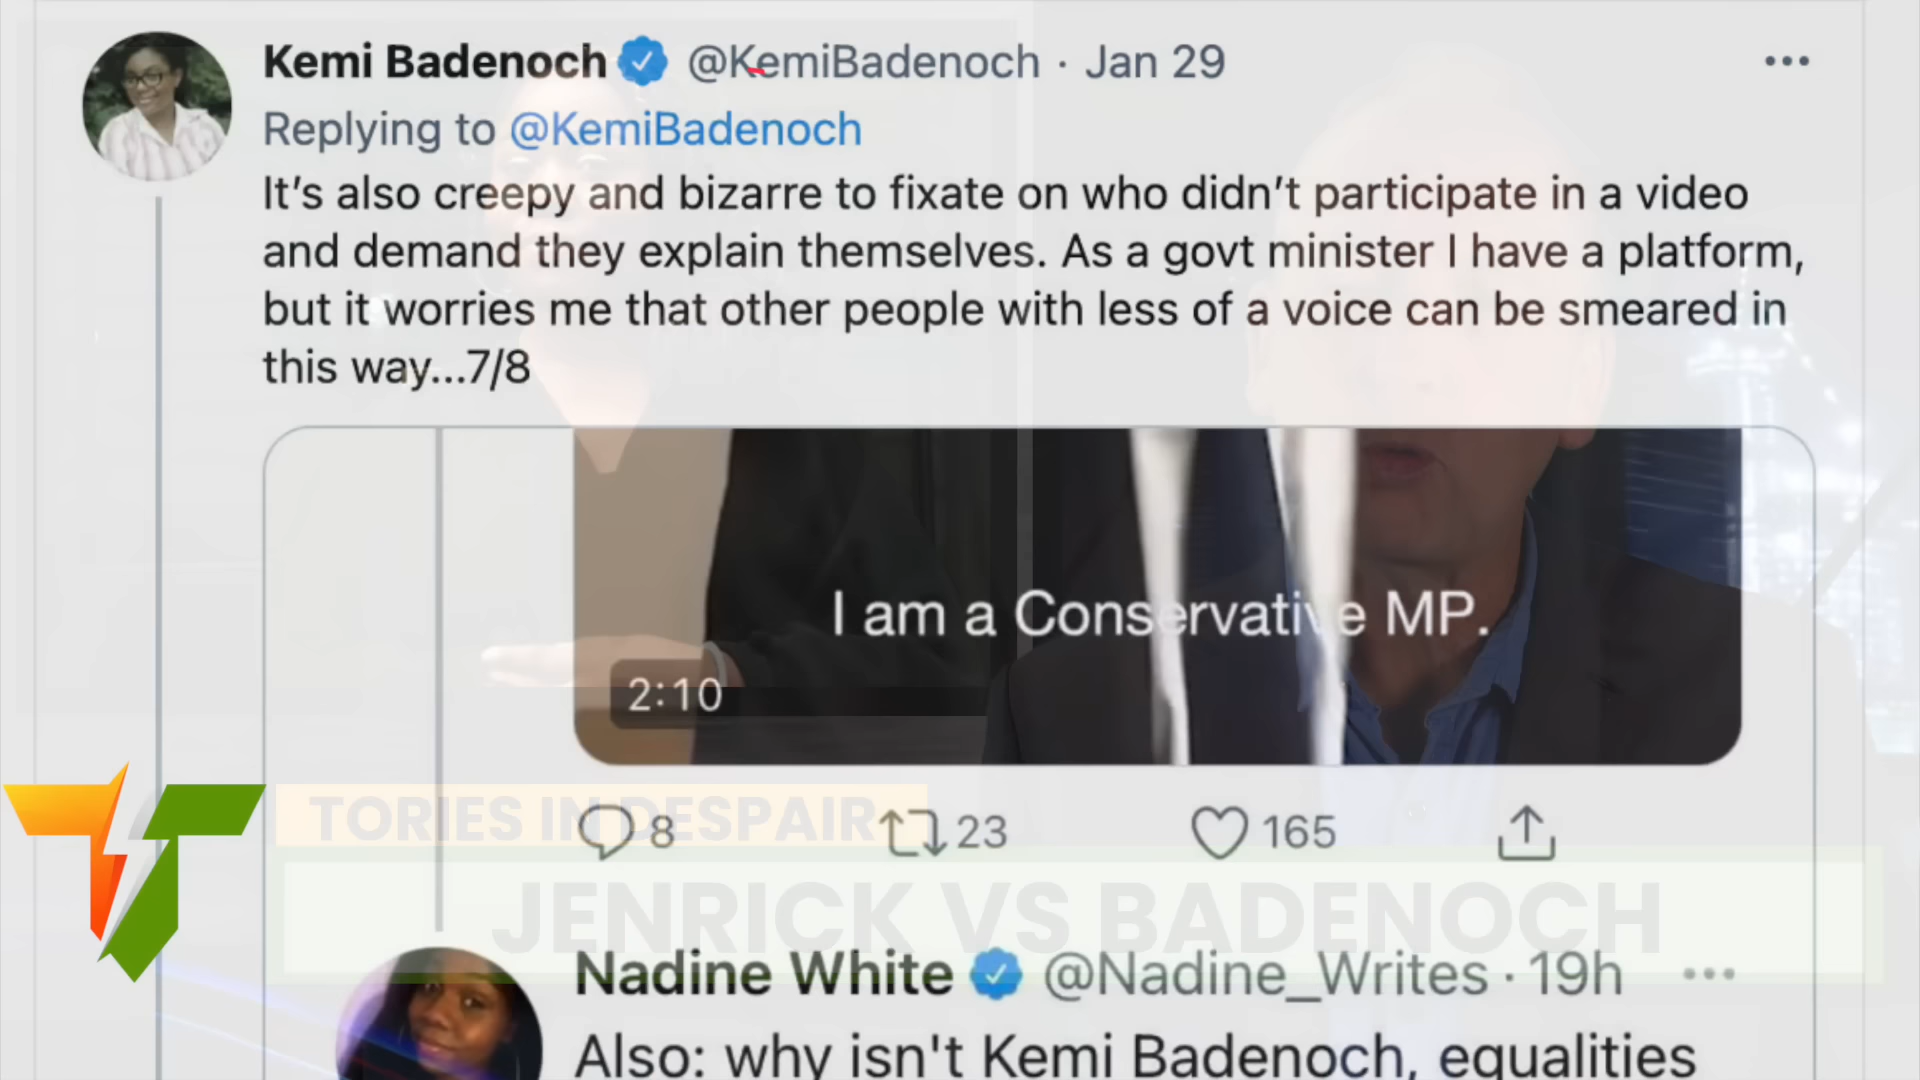 Kemi Badenoch @KemiBadenoch · Jan 29
Replying to @KemiBadenoch
It's also creepy and bizarre to fixate on who didn't participate in a video
and demand they explain themselves. As a govt minister I have a platform,
but it worries me that other people with less of a voice can be smeared in
this way...7/8
I am a Conservative MP.
2:10
TORIES IN DESPAIR
8 23 165
JENRICK VS BADENOCH
Nadine White @Nadine_Writes · 19h
Also: why isn't Kemi Badenoch, equalities